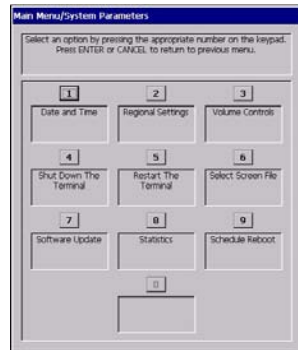 Main Menu/System Parameters
Select an option by pressing the appropriate number on the keypad.
Press ENTER or CANCEL to return to
previous menu.
1 2 3
Date and Time Regional Settings Volume Controls
4 5 6
Shut Down The Restart The Select Screen File
Terminal Terminal
7 8 9
Software Update Statistics Schedule Reboot
0